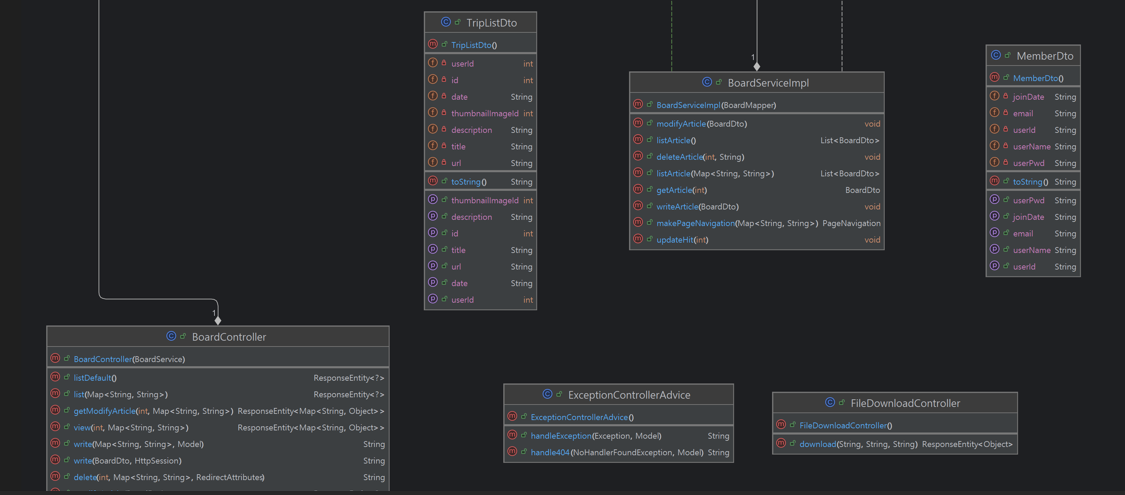 TripListDto
TripListDto()
userId int
id int
date String
thumbnailImageId int
description String
title String
url String
toString() String
thumbnailImageId int
description String
id int
title String
url String
date String
userId int
1
BoardServiceImpl
BoardServiceImpl(BoardMapper)
modifyArticle(BoardDto) void
listArticle() List<BoardDto>
deleteArticle(int, String) void
listArticle(Map<String, String>) List<BoardDto>
getArticle(int) BoardDto
writeArticle(BoardDto) void
makePageNavigation(Map<String, String>) PageNavigation
updateHit(int) void
MemberDto
MemberDto()
joinDate String
email String
userId String
userName String
userPwd String
toString() String
userPwd String
joinDate String
email String
userName String
userId String
1
BoardController
BoardController(BoardService)
listDefault() ResponseEntity<?>
list(Map<String, String>) ResponseEntity<?>
getModifyArticle(int, Map<String, String>) ResponseEntity<Map<String, Object>>
view(int, Map<String, String>) ResponseEntity<Map<String, Object>>
write(Map<String, String>, Model) String
write(BoardDto, HttpSession) String
delete(int, Map<String, String>, RedirectAttributes) String
ExceptionControllerAdvice
ExceptionControllerAdvice()
handleException(Exception, Model) String
handle404(NoHandlerFoundException, Model) String
FileDownloadController
FileDownloadController()
download(String, String, String) ResponseEntity<Object>